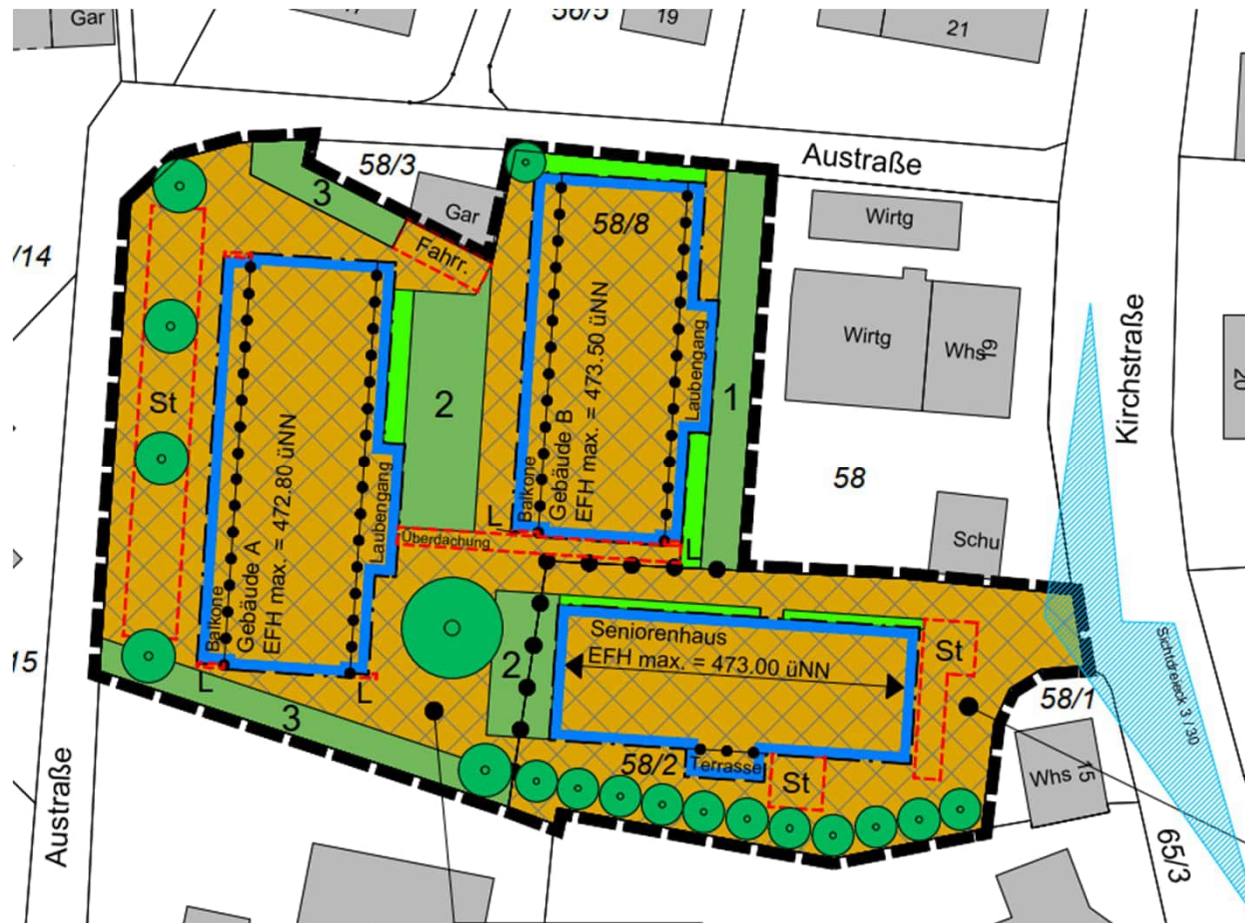 Gar
56/5
19
21
58/3
Austraße
Gar
3
Fahrr.
58/8
Wirtg
/14
Kirchstraße
Wirtg
Whs
61
20
St
2
1
Laubengang
Balkone
Gebäude B
EFH max. = 473.50 üNN
58
Laubengang
Balkone
Gebäude A
EFH max. = 472.80 üNN
L
Überdachung
L
Schu
15
2
Seniorenhaus
EFH max. = 473.00 üNN
St
Sichtdreieck 3 / 30
L
L
3
58/1
58/2
Terrasse
St
Whs
15
Austraße
65/3